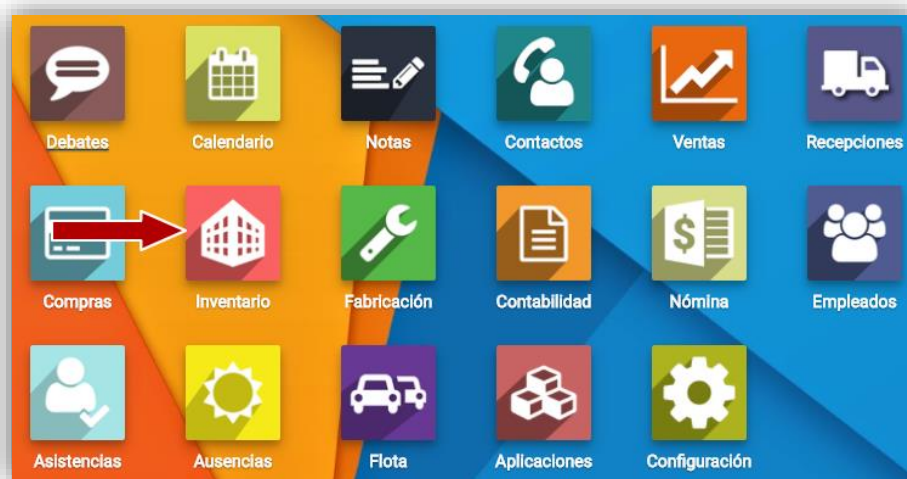 Debates Calendario Notas Contactos Ventas Recepciones
Compras Inventario Fabricación Contabilidad Nómina Empleados
Asistencias Ausencias Flota Aplicaciones Configuración